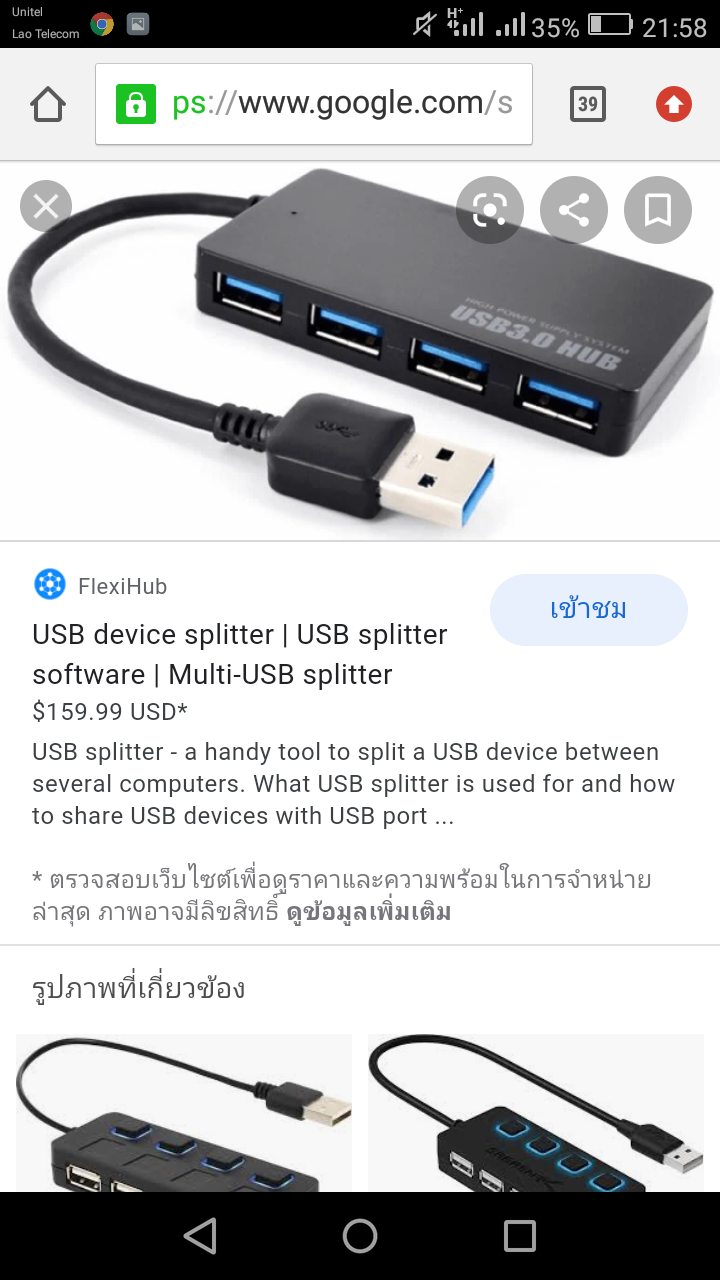 Unitel
Lao Telecom
H+
35%
21:58
ps://www.google.com/s
39
HIGH POWER SUPPLY SYSTEM
USB3.0 HUB
FlexiHub
เข้าชม
USB device splitter | USB splitter
software | Multi-USB splitter
$159.99 USD*
USB splitter - a handy tool to split a USB device between
several computers. What USB splitter is used for and how
to share USB devices with USB port ...
* ตรวจสอบเว็บไซต์เพื่อดูราคาและความพร้อมในการจำหน่าย
ล่าสุด ภาพอาจมีลิขสิทธิ์ ดูข้อมูลเพิ่มเติม
รูปภาพที่เกี่ยวข้อง